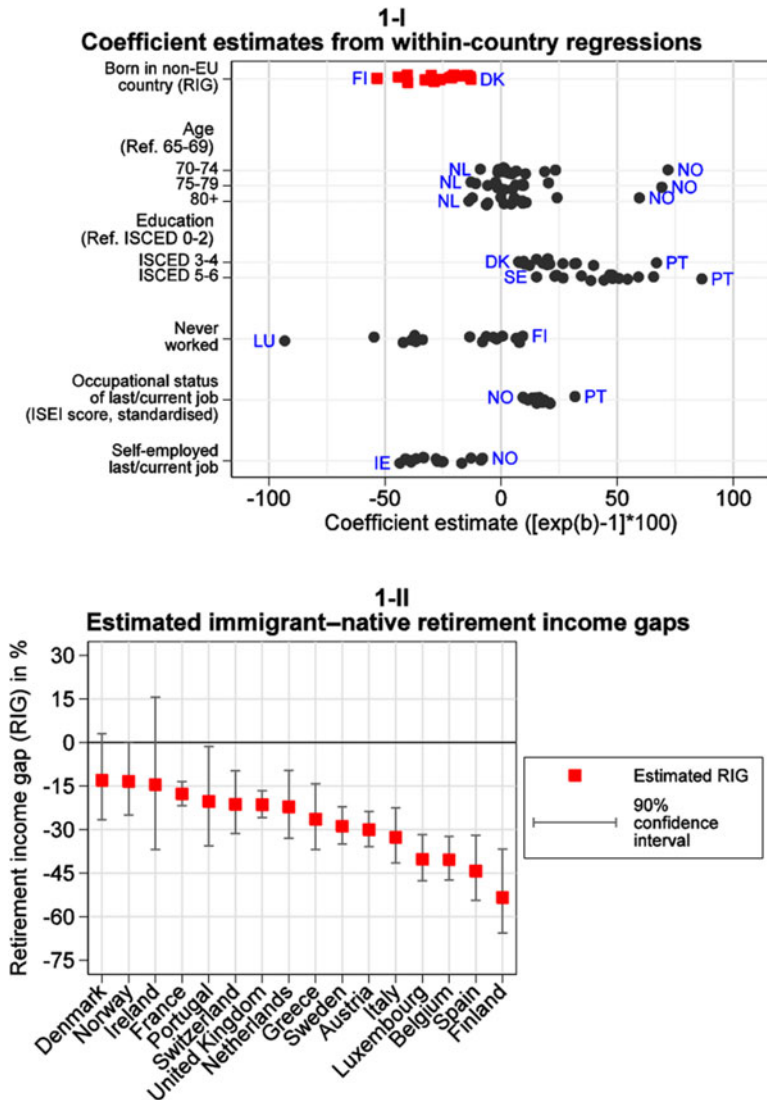 1-I
Coefficient estimates from within-country regressions
Born in non-EU
country (RIG)
FI
DK
Age
(Ref. 65-69)
70-74
NL
NO
75-79
NL
NO
80+
NL
NO
Education
(Ref. ISCED 0-2)
ISCED 3-4
DK
PT
ISCED 5-6
SE
PT
Never
worked
LU
FI
Occupational status
of last/current job
(ISEI score, standardised)
NO
PT
Self-employed
last/current job
IE
NO
-100
-50
0
50
100
Coefficient estimate ([exp(b)-1]*100)
1-II
Estimated immigrant–native retirement income gaps
Retirement income gap (RIG) in %
30
15
0
-15
-30
-45
-60
-75
Denmark
Norway
Ireland
France
Portugal
Switzerland
United Kingdom
Netherlands
Greece
Sweden
Austria
Italy
Luxembourg
Belgium
Spain
Finland
Estimated RIG
90%
confidence
interval